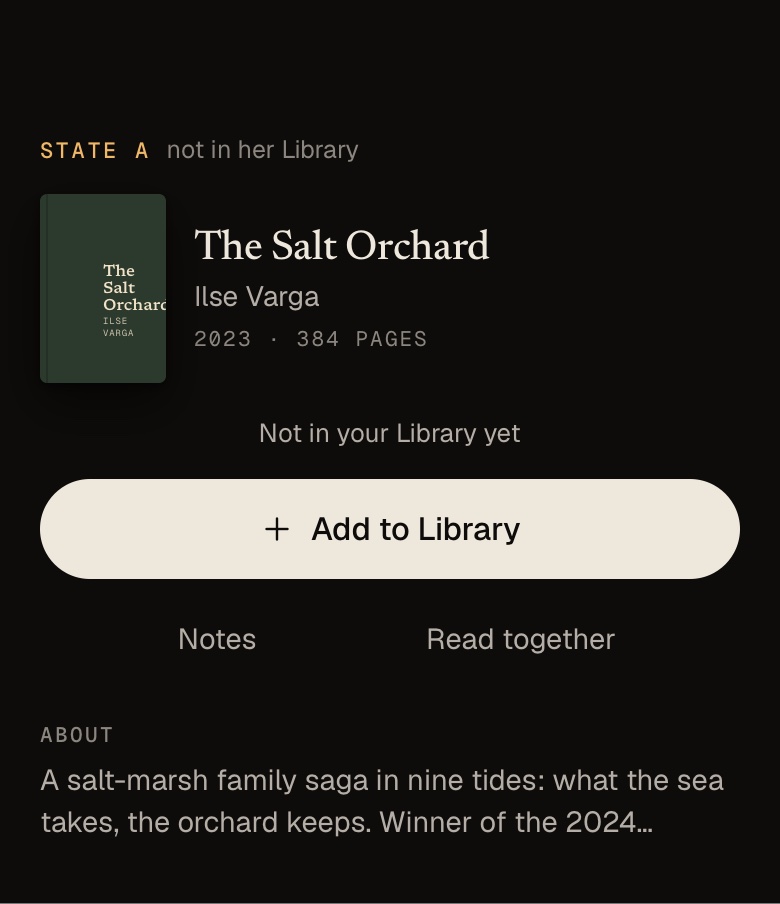 STATE A not in her Library
The
Salt
Orchard
ILSE
VARGA
The Salt Orchard
Ilse Varga
2023 · 384 PAGES
Not in your Library yet
+ Add to Library
Notes Read together
ABOUT
A salt-marsh family saga in nine tides: what the sea
takes, the orchard keeps. Winner of the 2024…